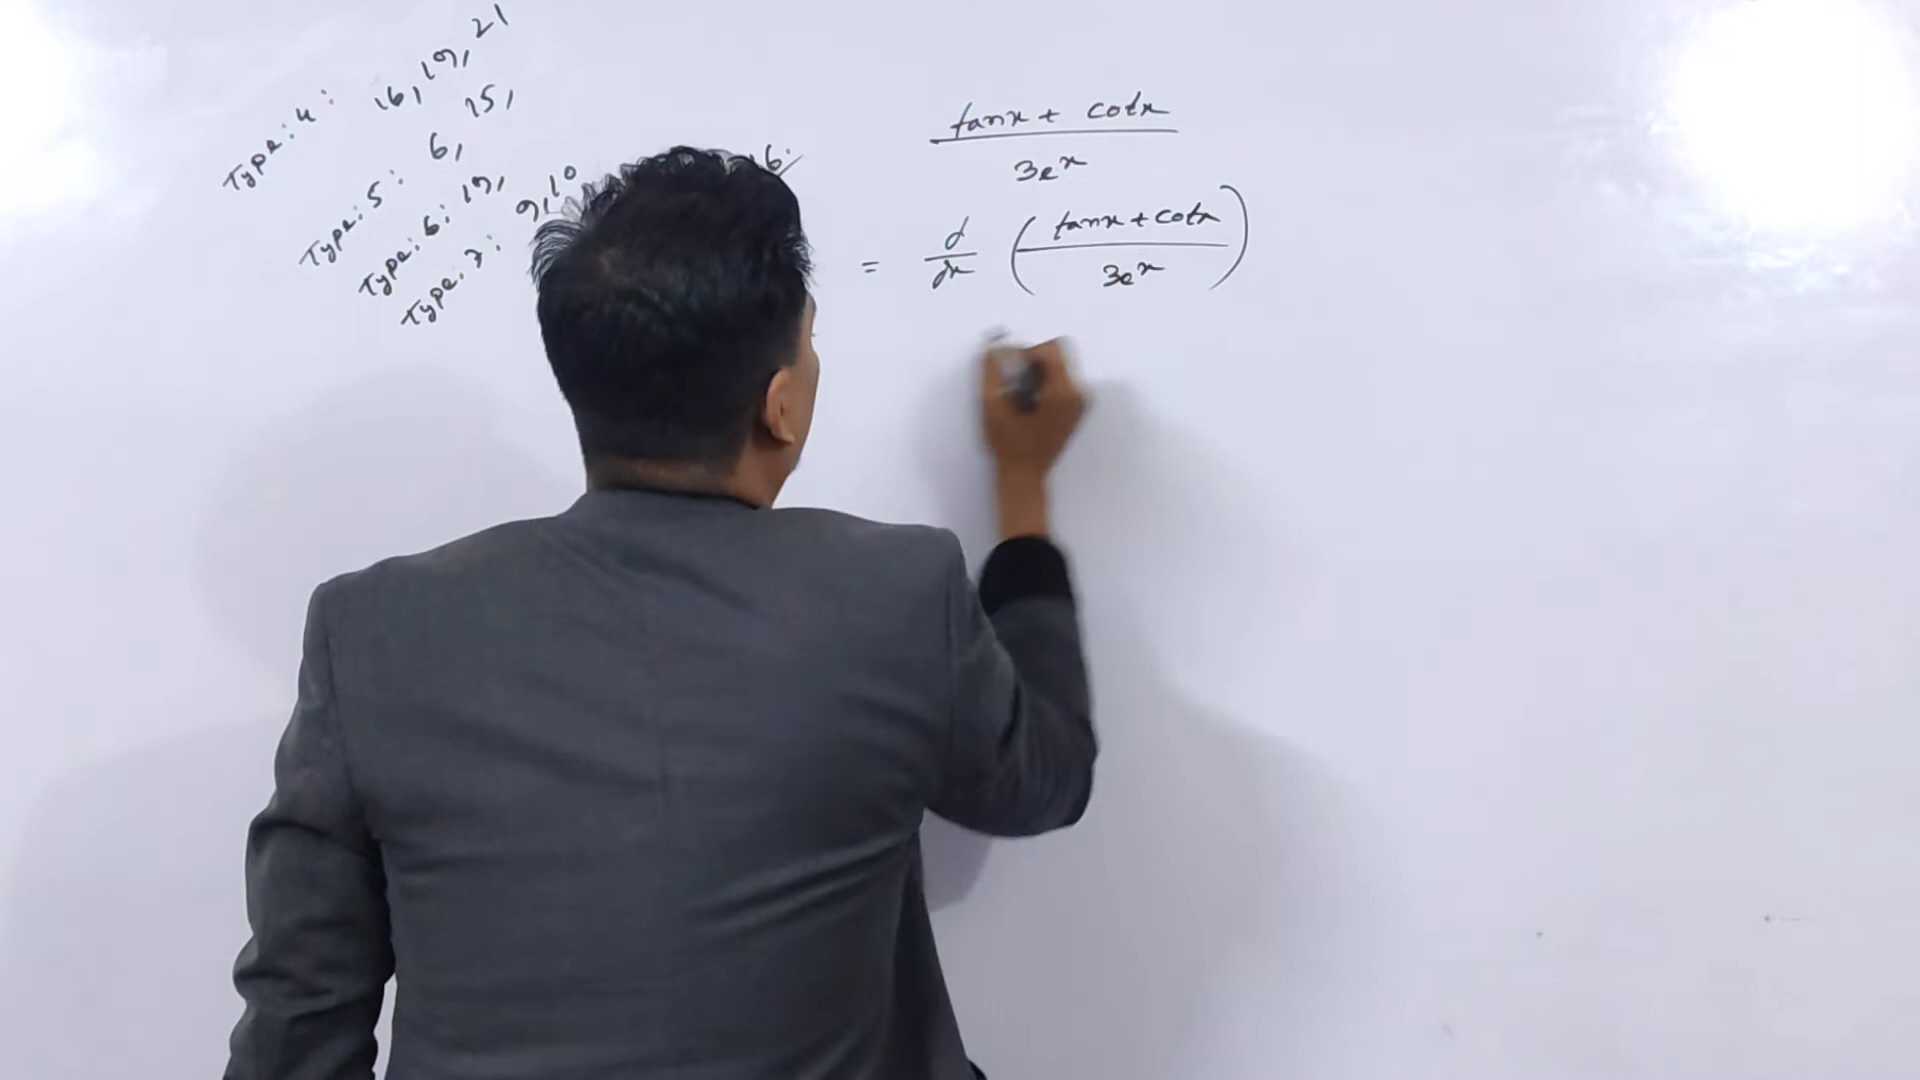 Type: 4: 16, 19, 21
Type: 5: 6, 15,
Type: 6: 19,
Type: 7: 9, 10
16.
tanx + cotx
3e^x
= d/dx ( tanx + cotx / 3e^x )